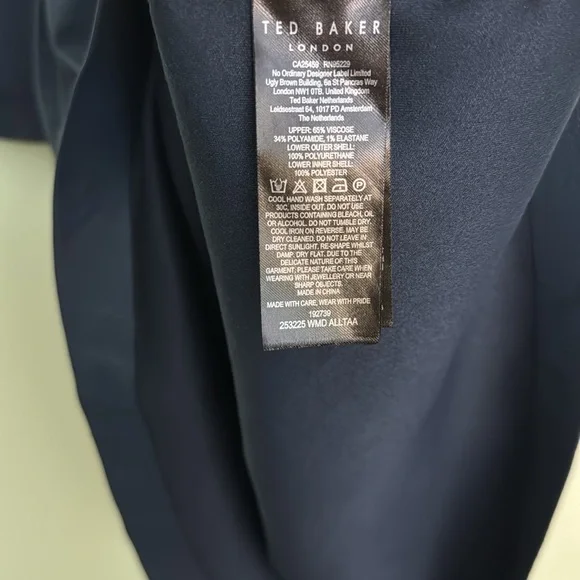 TED BAKER
LONDON
CA25459 RN95229
No Ordinary Designer Label Limited
Ugly Brown Building, 6a St Pancras Way
London NW1 0TB. United Kingdom
Ted Baker Netherlands
Leidsestraat 64, 1017 PD Amsterdam
The Netherlands
UPPER: 65% VISCOSE
34% POLYAMIDE, 1% ELASTANE
LOWER OUTER SHELL:
100% POLYURETHANE
LOWER INNER SHELL:
100% POLYESTER
COOL HAND WASH SEPARATELY AT
30C, INSIDE OUT. DO NOT USE
PRODUCTS CONTAINING BLEACH, OIL
OR ALCOHOL. DO NOT TUMBLE DRY.
COOL IRON ON REVERSE. MAY BE
DRY CLEANED. DO NOT LEAVE IN
DIRECT SUNLIGHT. RE-SHAPE WHILST
DAMP. DRY FLAT. DUE TO THE
DELICATE NATURE OF THIS
GARMENT, PLEASE TAKE CARE WHEN
WEARING WITH JEWELLERY OR NEAR
SHARP OBJECTS.
MADE IN CHINA
MADE WITH CARE, WEAR WITH PRIDE
192739
253225 WMD ALLTAA